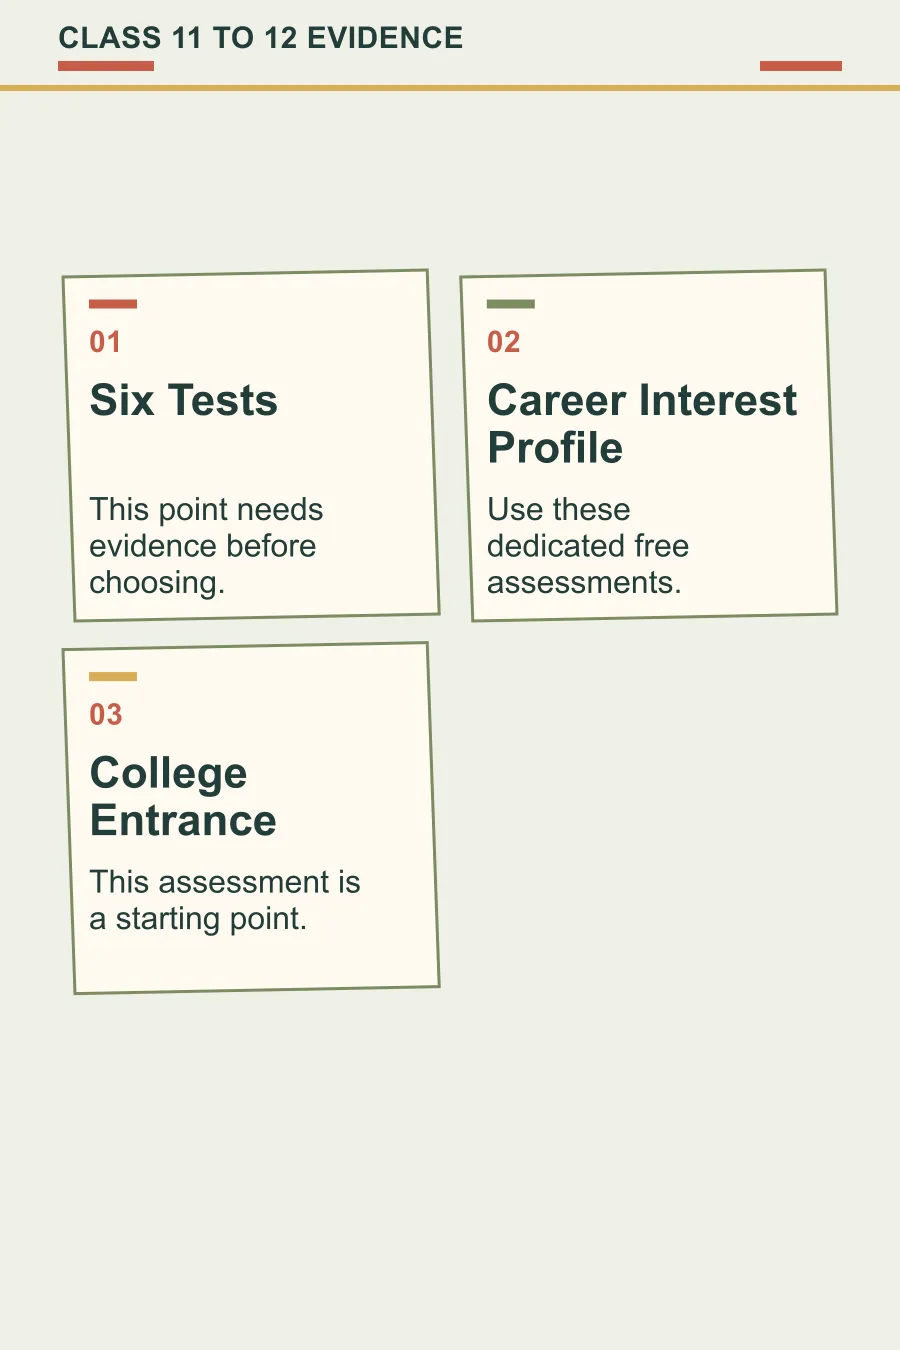 CLASS 11 TO 12 EVIDENCE
01
Six Tests
This point needs
evidence before
choosing.
02
Career Interest
Profile
Use these
dedicated free
assessments.
03
College
Entrance
This assessment is
a starting point.